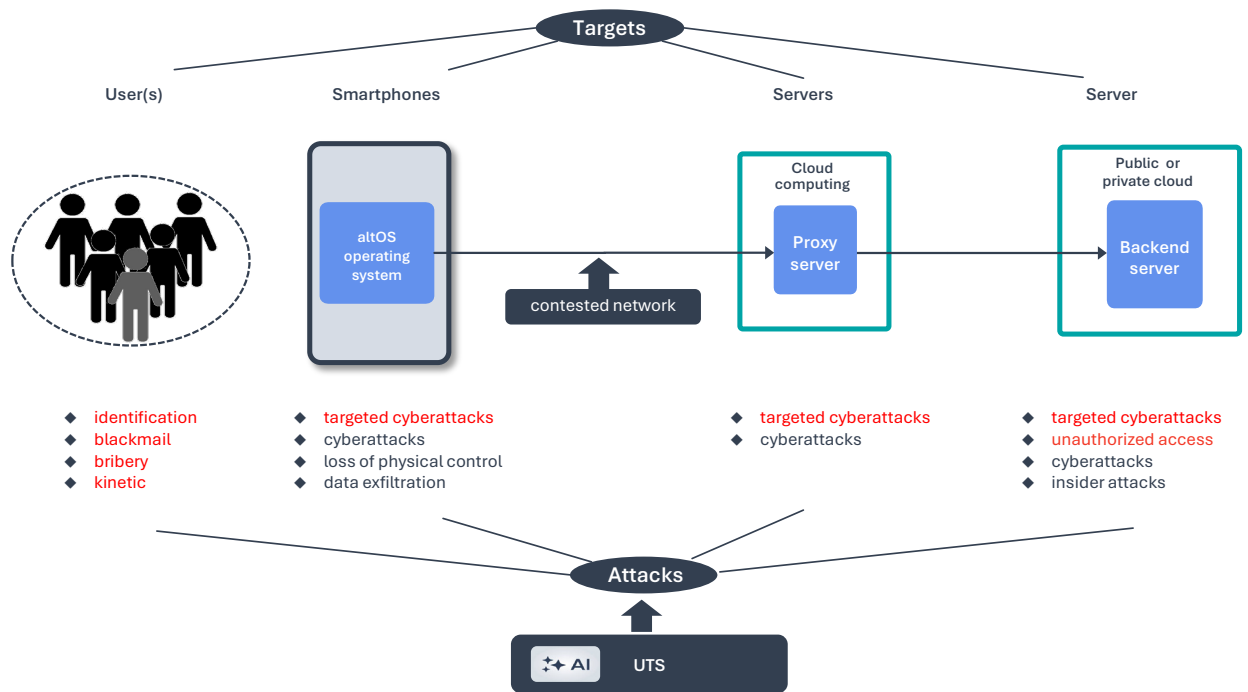 Targets
User(s)
Smartphones
Servers
Server
altOS
operating
system
contested network
Cloud
computing
Proxy
server
Public or
private cloud
Backend
server
identification
blackmail
bribery
kinetic
targeted cyberattacks
cyberattacks
loss of physical control
data exfiltration
targeted cyberattacks
cyberattacks
targeted cyberattacks
unauthorized access
cyberattacks
insider attacks
Attacks
AI
UTS